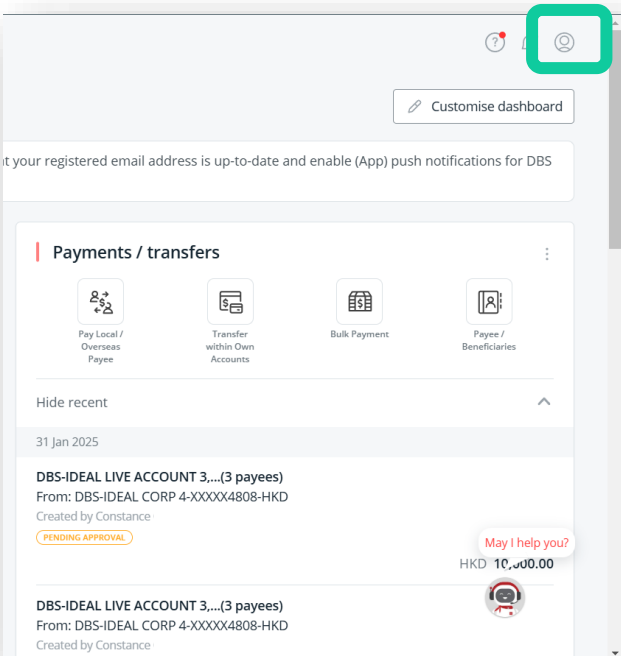 ?
Customise dashboard
t your registered email address is up-to-date and enable (App) push notifications for DBS
Payments / transfers
Pay Local /
Overseas
Payee
Transfer
within Own
Accounts
Bulk Payment
Payee /
Beneficiaries
Hide recent
31 Jan 2025
DBS-IDEAL LIVE ACCOUNT 3,...(3 payees)
From: DBS-IDEAL CORP 4-XXXXX4808-HKD
Created by Constance
PENDING APPROVAL
May I help you?
HKD 10,000.00
DBS-IDEAL LIVE ACCOUNT 3,...(3 payees)
From: DBS-IDEAL CORP 4-XXXXX4808-HKD
Created by Constance